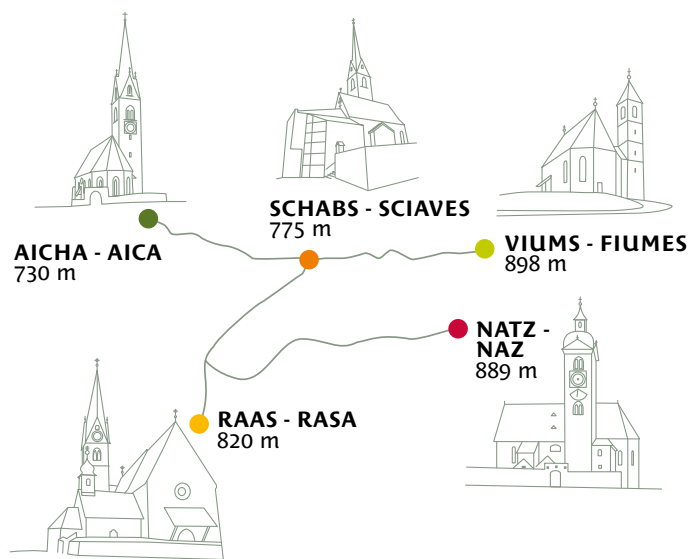 SCHABS - SCIAVES
775 m
AICHA - AICA
730 m
VIUMS - FIUMES
898 m
NATZ -
NAZ
889 m
RAAS - RASA
820 m